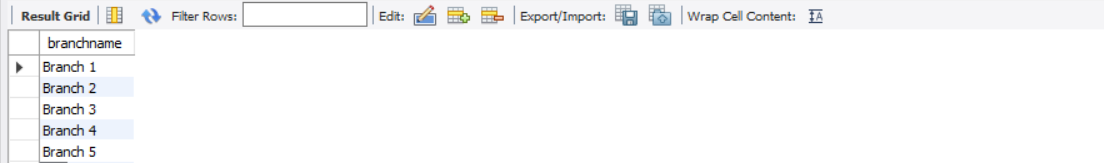 Result Grid Filter Rows: Edit: Export/Import: Wrap Cell Content: IA
branchname
Branch 1
Branch 2
Branch 3
Branch 4
Branch 5